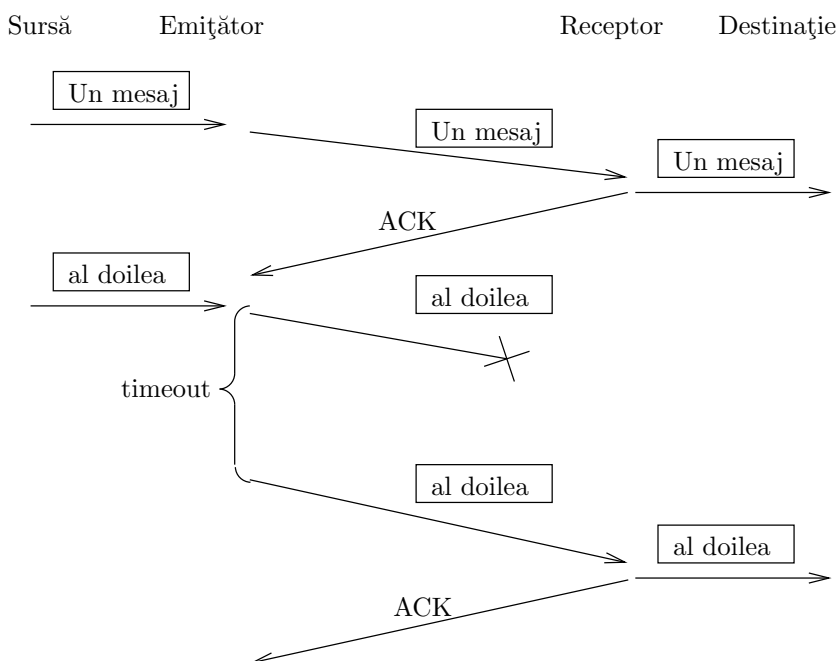 Sursă Emiţător Receptor Destinaţie
Un mesaj
Un mesaj
Un mesaj
ACK
al doilea
al doilea
timeout
al doilea
al doilea
ACK